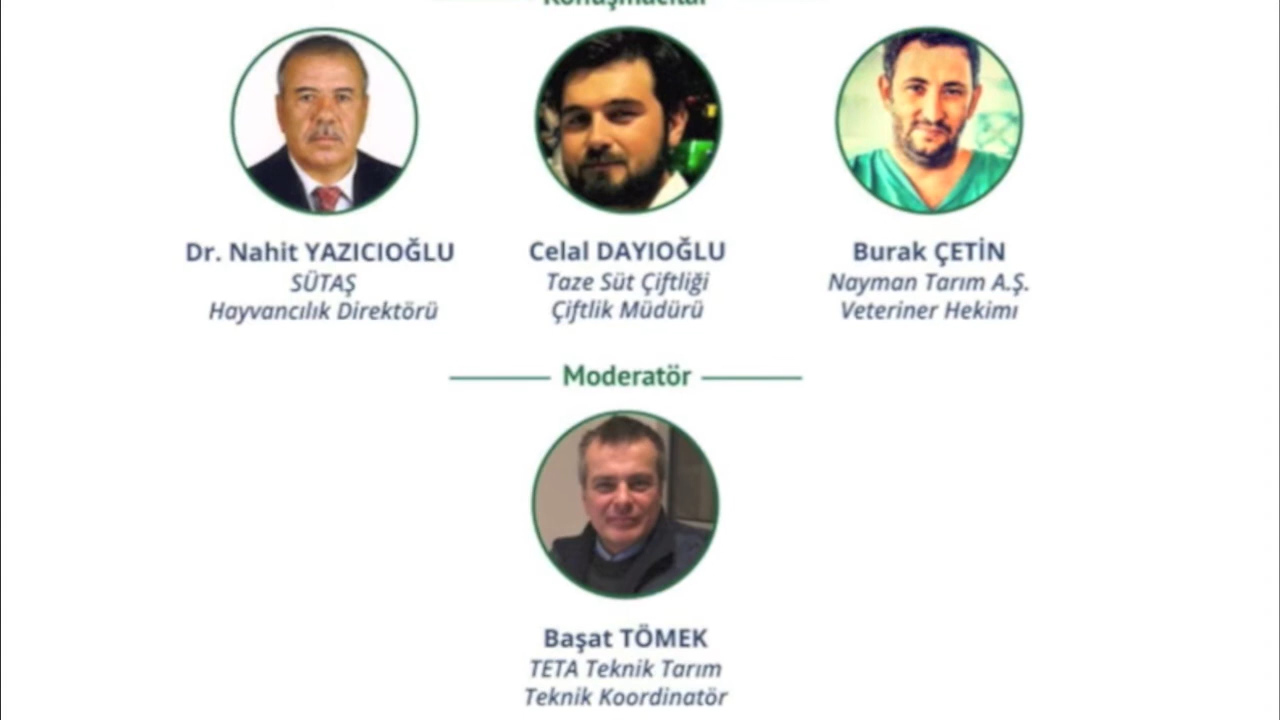 Konuşmacılar
Dr. Nahit YAZICIOĞLU
SÜTAŞ
Hayvancılık Direktörü
Celal DAYIOĞLU
Taze Süt Çiftliği
Çiftlik Müdürü
Burak ÇETİN
Nayman Tarım A.Ş.
Veteriner Hekimi
Moderatör
Başat TÖMEK
TETA Teknik Tarım
Teknik Koordinatör